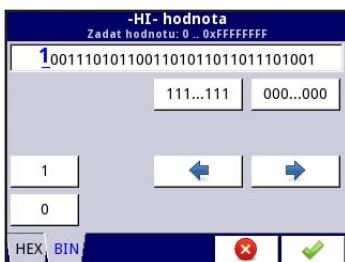 -HI- hodnota
Zadat hodnotu: 0 .. 0xFFFFFFFF
10011101011001101011011011101001
111...111 000...000
1
0
HEX BIN